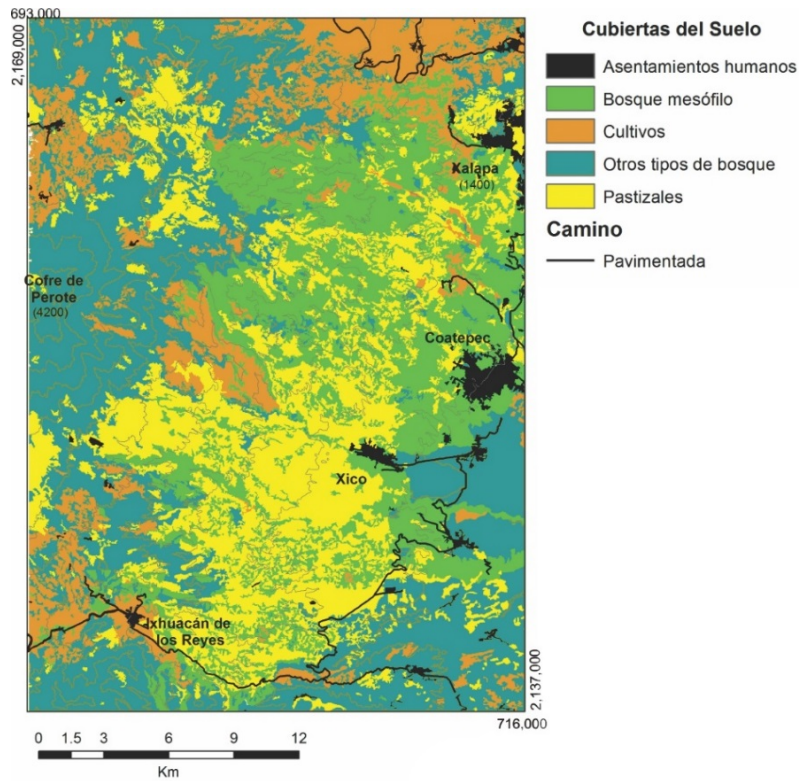 693,000
2,169,000
Xalapa
(1400)
Cofre de
Perote
(4200)
Coatepec
Xico
Ixhuacán de
los Reyes
2,137,000
716,000
0 1.5 3 6 9 12
Km
Cubiertas del Suelo
Asentamientos humanos
Bosque mesófilo
Cultivos
Otros tipos de bosque
Pastizales
Camino
Pavimentada